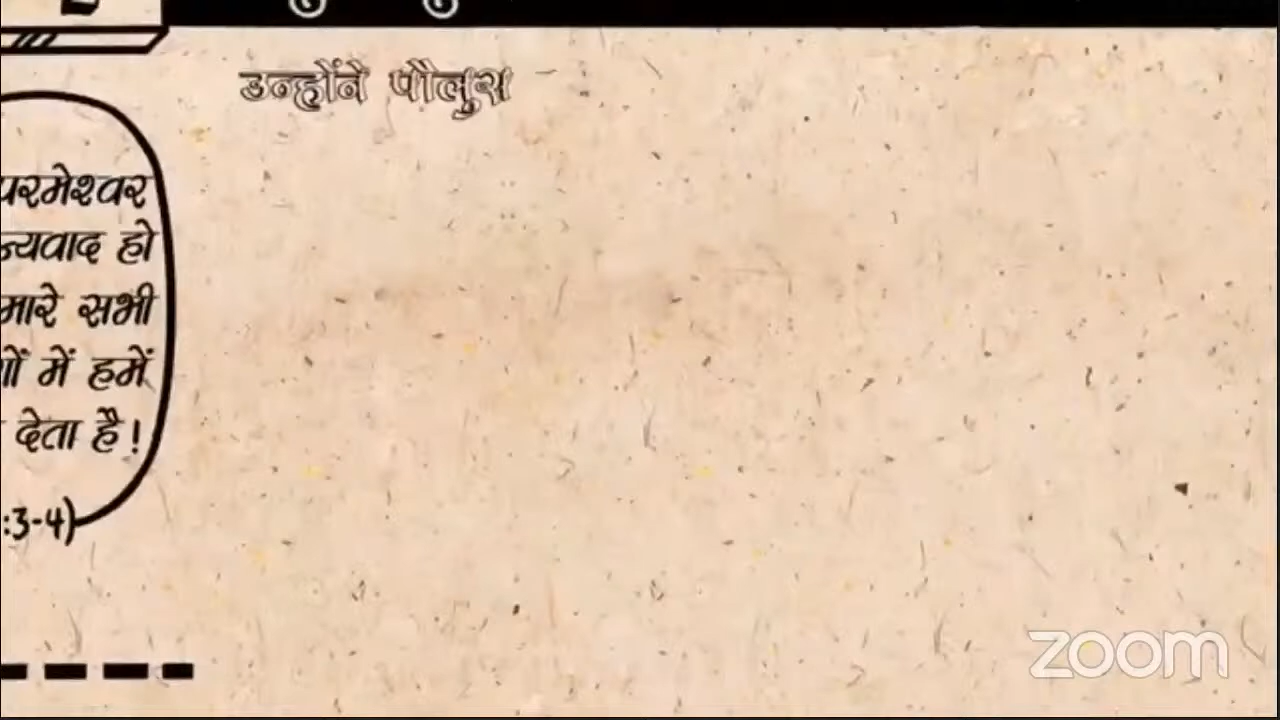 उन्होंने पौलुस
परमेश्वर
न्यवाद हो
मारे सभी
में हमें
देता है!
:3-4)
zoom